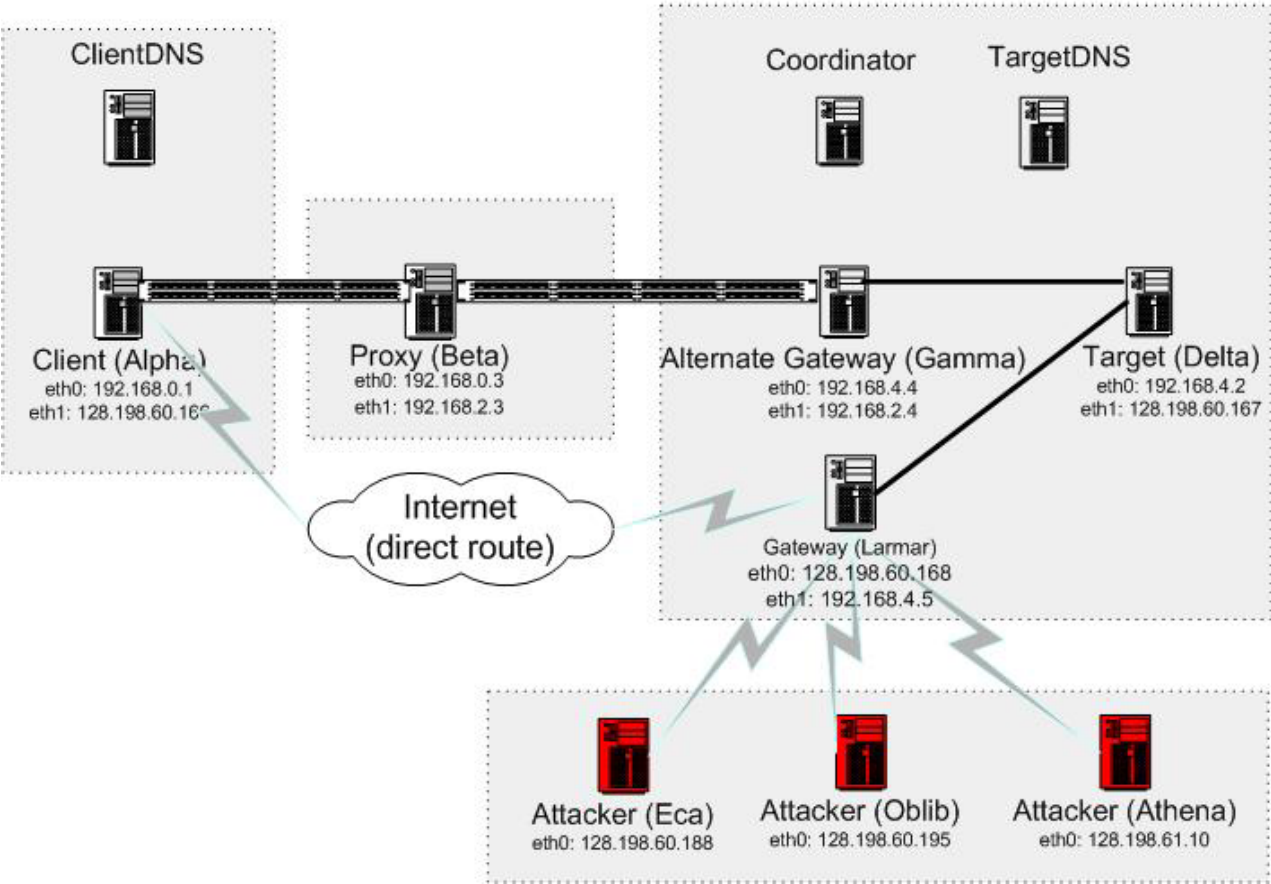 ClientDNS
Coordinator
TargetDNS
Client (Alpha)
eth0: 192.168.0.1
eth1:
Proxy (Beta)
eth0: 192.168.0.3
eth1: 192.168.2.3
Alternate Gateway (Gamma)
eth0: 192.168.4.4
eth1: 192.168.2.4
Target (Delta)
eth0: 192.168.4.2
eth1: 128.198.60.167
Internet
(direct route)
Gateway (Larmar)
eth0: 128.198.60.168
eth1: 192.168.4.5
Attacker (Eca)
eth0: 128.198.60.188
Attacker (Oblib)
eth0: 128.198.60.195
Attacker (Athena)
eth0: 128.198.61.10